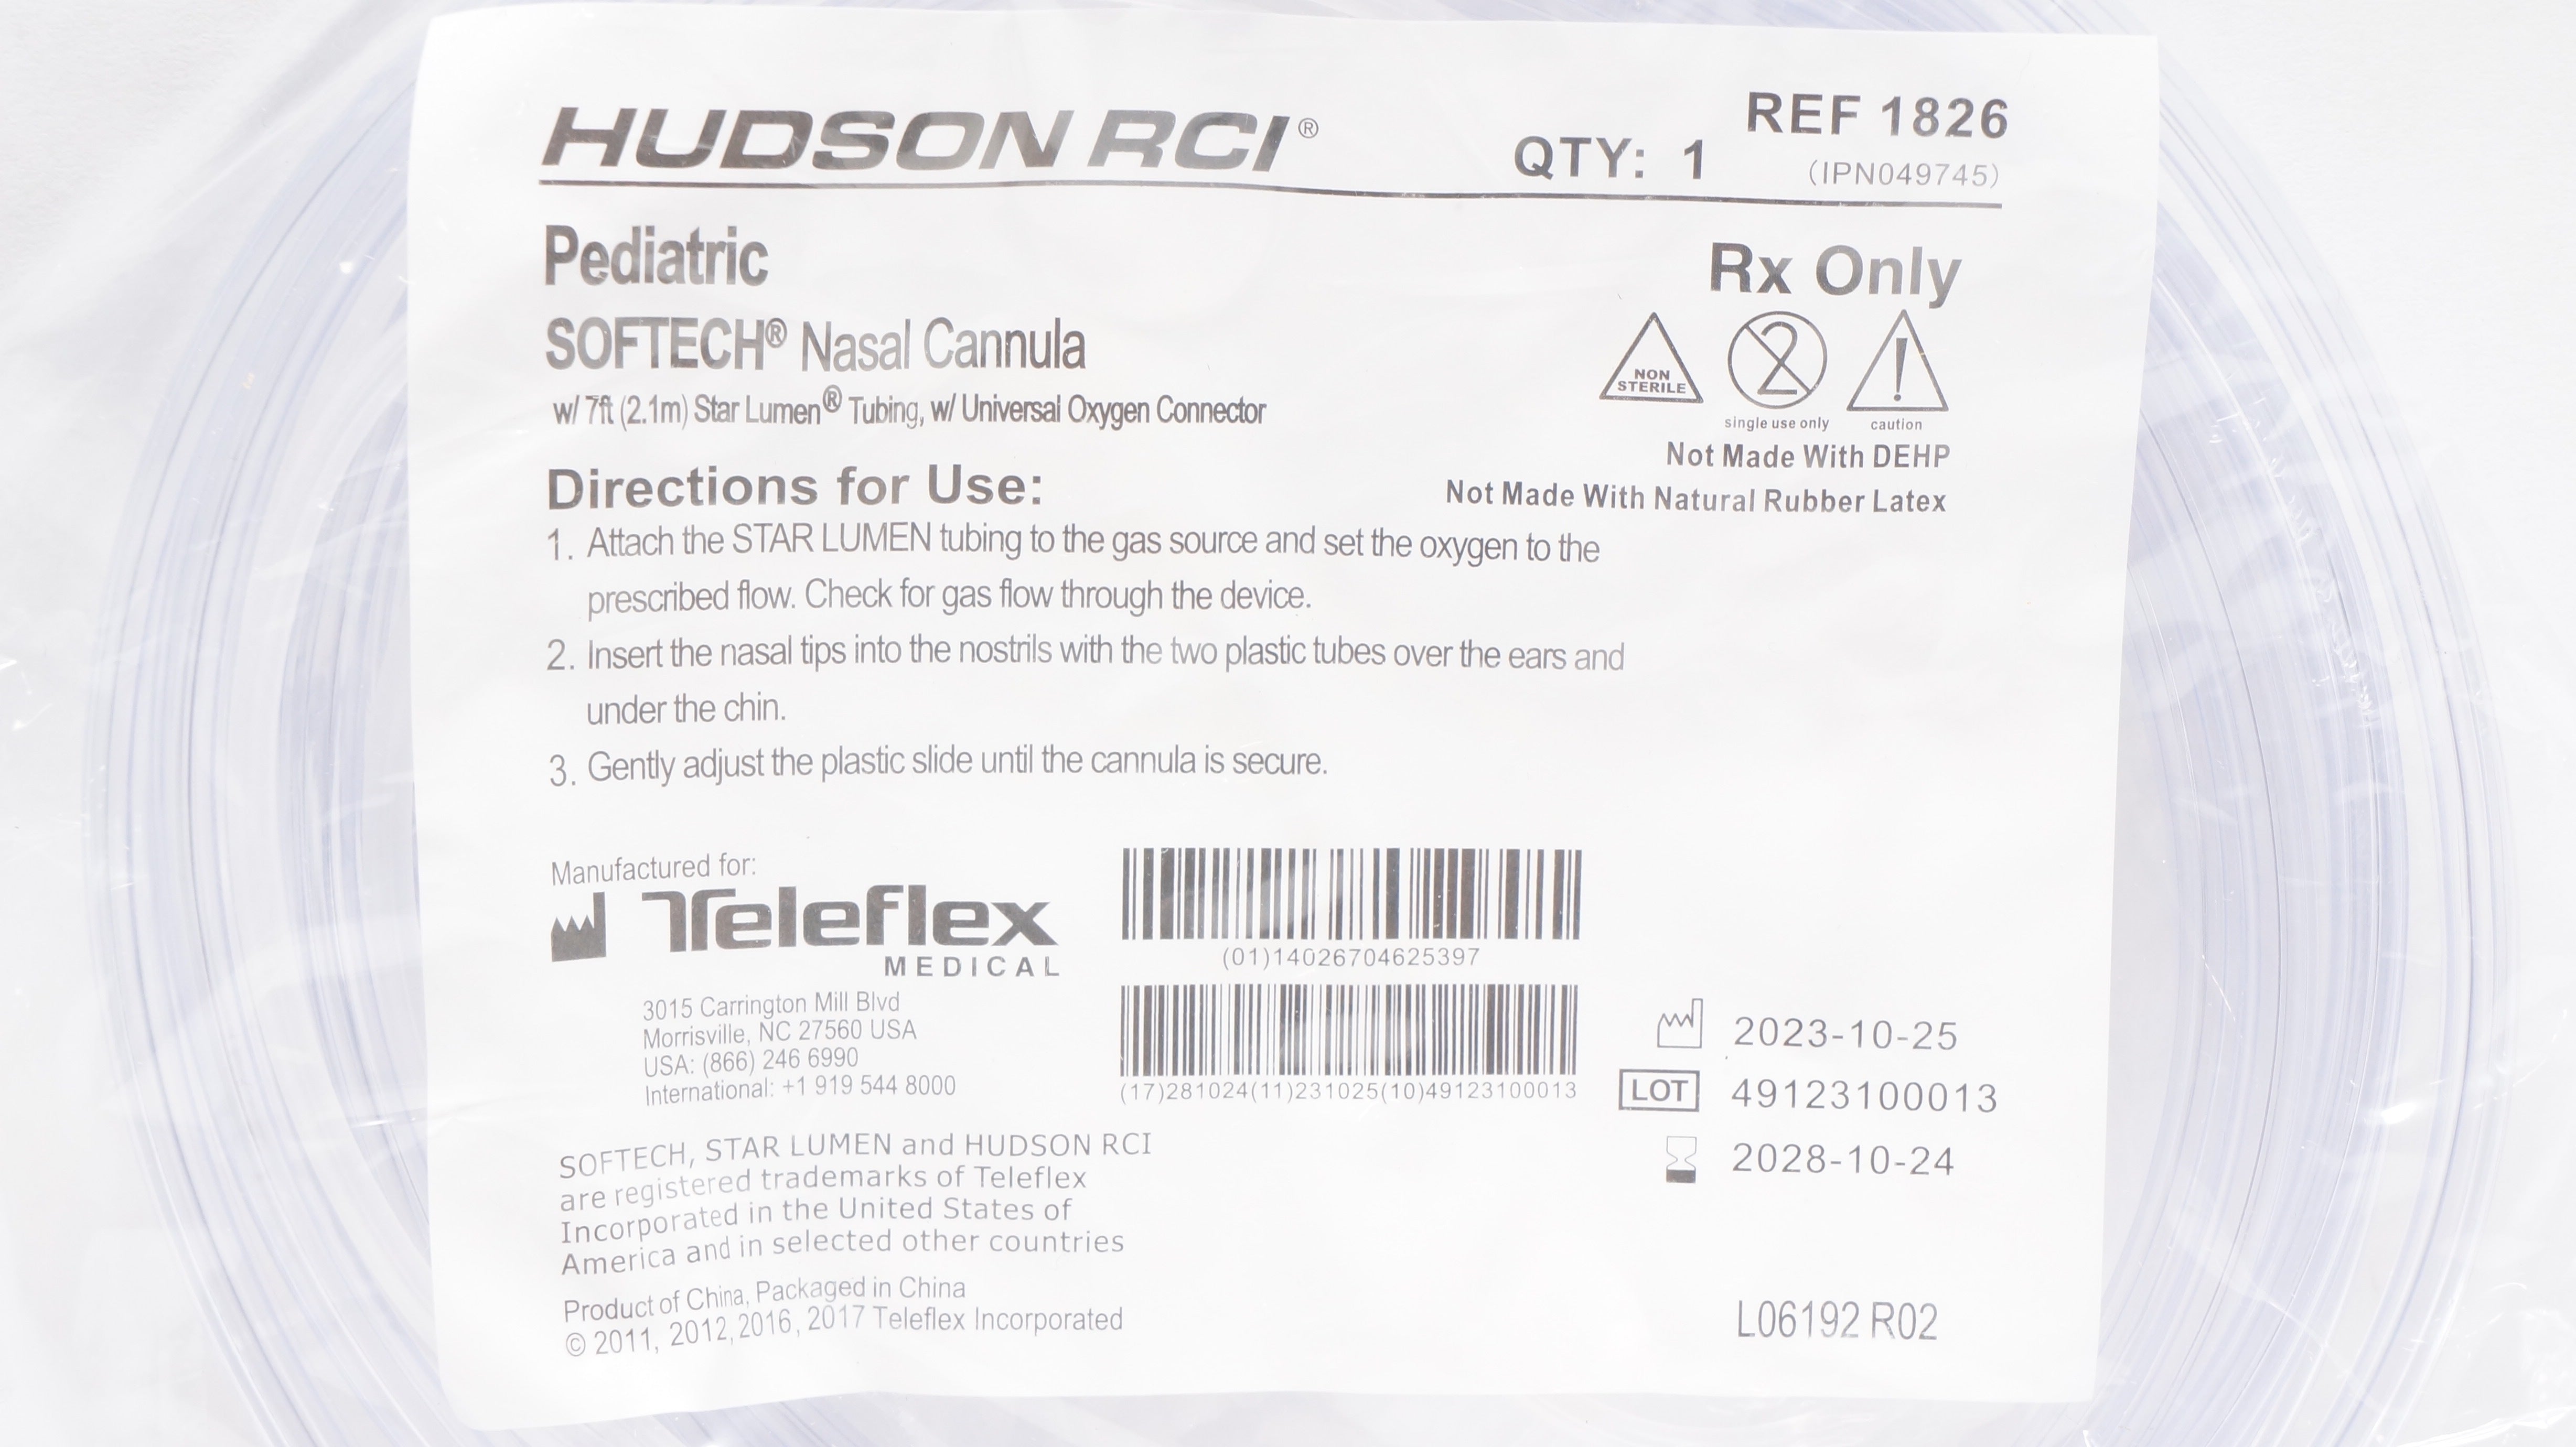 HUDSON RCI®
QTY: 1
REF 1826
(IPN049745)
Pediatric
SOFTECH® Nasal Cannula
w/ 7ft (2.1m) Star Lumen® Tubing, w/ Universal Oxygen Connector
Rx Only
NON
STERILE
2
single use only
!
caution
Not Made With DEHP
Not Made With Natural Rubber Latex
Directions for Use:
1. Attach the STAR LUMEN tubing to the gas source and set the oxygen to the
prescribed flow. Check for gas flow through the device.
2. Insert the nasal tips into the nostrils with the two plastic tubes over the ears and
under the chin.
3. Gently adjust the plastic slide until the cannula is secure.
Manufactured for:
Teleflex
MEDICAL
3015 Carrington Mill Blvd
Morrisville, NC 27560 USA
USA: (866) 246 6990
International: +1 919 544 8000
(01)14026704625397
(17)281024(11)231025(10)49123100013
2023-10-25
LOT 49123100013
2028-10-24
SOFTECH, STAR LUMEN and HUDSON RCI
are registered trademarks of Teleflex
Incorporated in the United States of
America and in selected other countries
Product of China, Packaged in China
© 2011, 2012, 2016, 2017 Teleflex Incorporated
L06192 R02